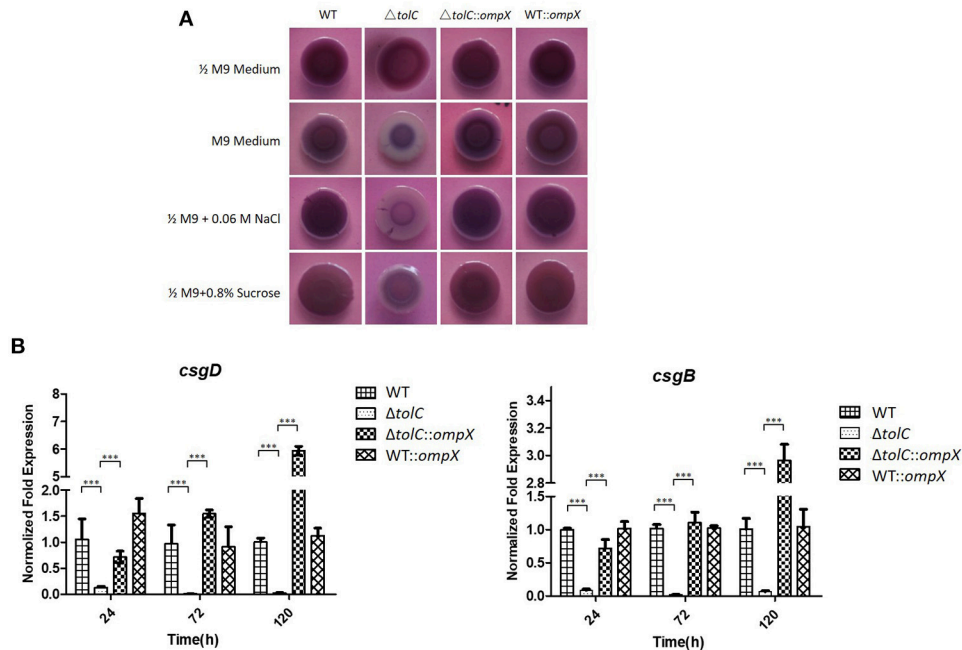 A
WT
△tolC
△tolC::ompX
WT::ompX
½ M9 Medium
M9 Medium
½ M9 + 0.06 M NaCl
½ M9+0.8% Sucrose
B
csgD
Normolized Fold Expression
8
7
6
5
2.0
1.5
1.0
0.5
0.0
***
***
***
***
***
***
24
72
120
Time(h)
WT
ΔtolC
ΔtolC::ompX
WT::ompX
csgB
Normalized Fold Expression
3.4
3.2
3.0
2.8
1.5
1.0
0.5
0.0
***
***
***
***
***
***
24
72
120
Time(h)
WT
ΔtolC
ΔtolC::ompX
WT::ompX